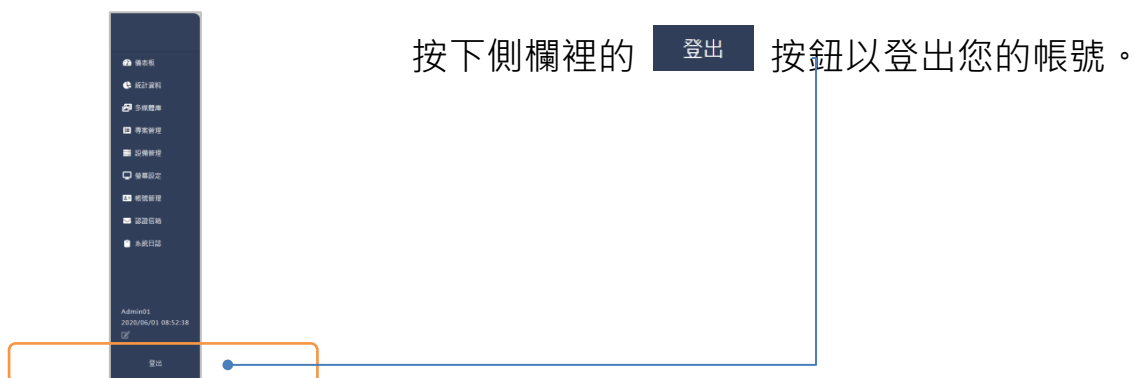 按下側欄裡的 登出 按鈕以登出您的帳號。
儀表板
統計資料
多媒體庫
專案管理
設備管理
螢幕設定
帳號管理
認證信箱
系統日誌
Admin01
2020/06/01 08:52:38
登出